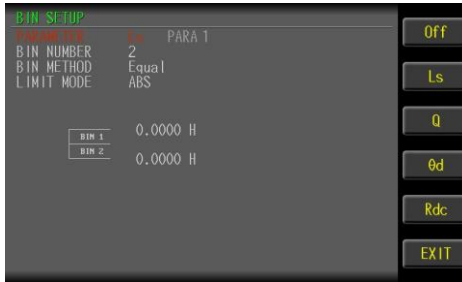 BIN SETUP
PARAMETER Ls PARA 1
BIN NUMBER 2
BIN METHOD Equal
LIMIT MODE ABS
BIN 1 0.0000 H
BIN 2 0.0000 H
Off
Ls
Q
θd
Rdc
EXIT